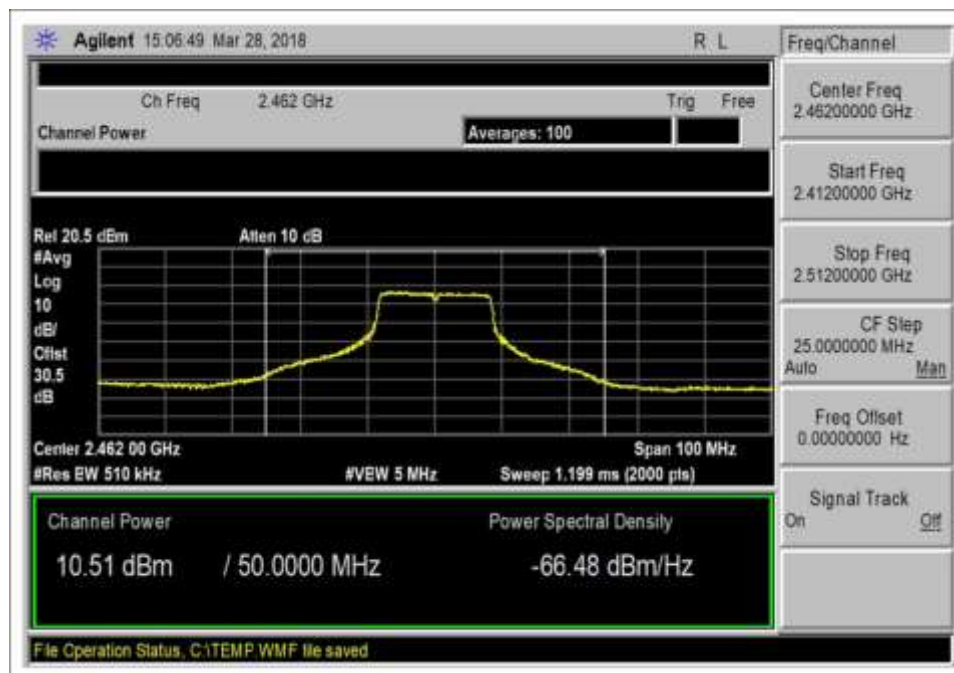 Agilent 15:06:49 Mar 28, 2018 R L
Freq/Channel
Ch Freq 2.462 GHz Trig Free
Channel Power Averages: 100
Center Freq
2.46200000 GHz
Start Freq
2.41200000 GHz
Stop Freq
2.51200000 GHz
CF Step
25.0000000 MHz
Auto Man
Freq Offset
0.00000000 Hz
Signal Track
On Off
Ref 20.5 dBm Atten 10 dB
#Avg
Log
10
dB/
Offst
30.5
dB
Center 2.462 00 GHz Span 100 MHz
#Res BW 510 kHz #VBW 5 MHz Sweep 1.199 ms (2000 pts)
Channel Power Power Spectral Density
10.51 dBm / 50.0000 MHz -66.48 dBm/Hz
File Operation Status, C:\TEMP.WMF file saved